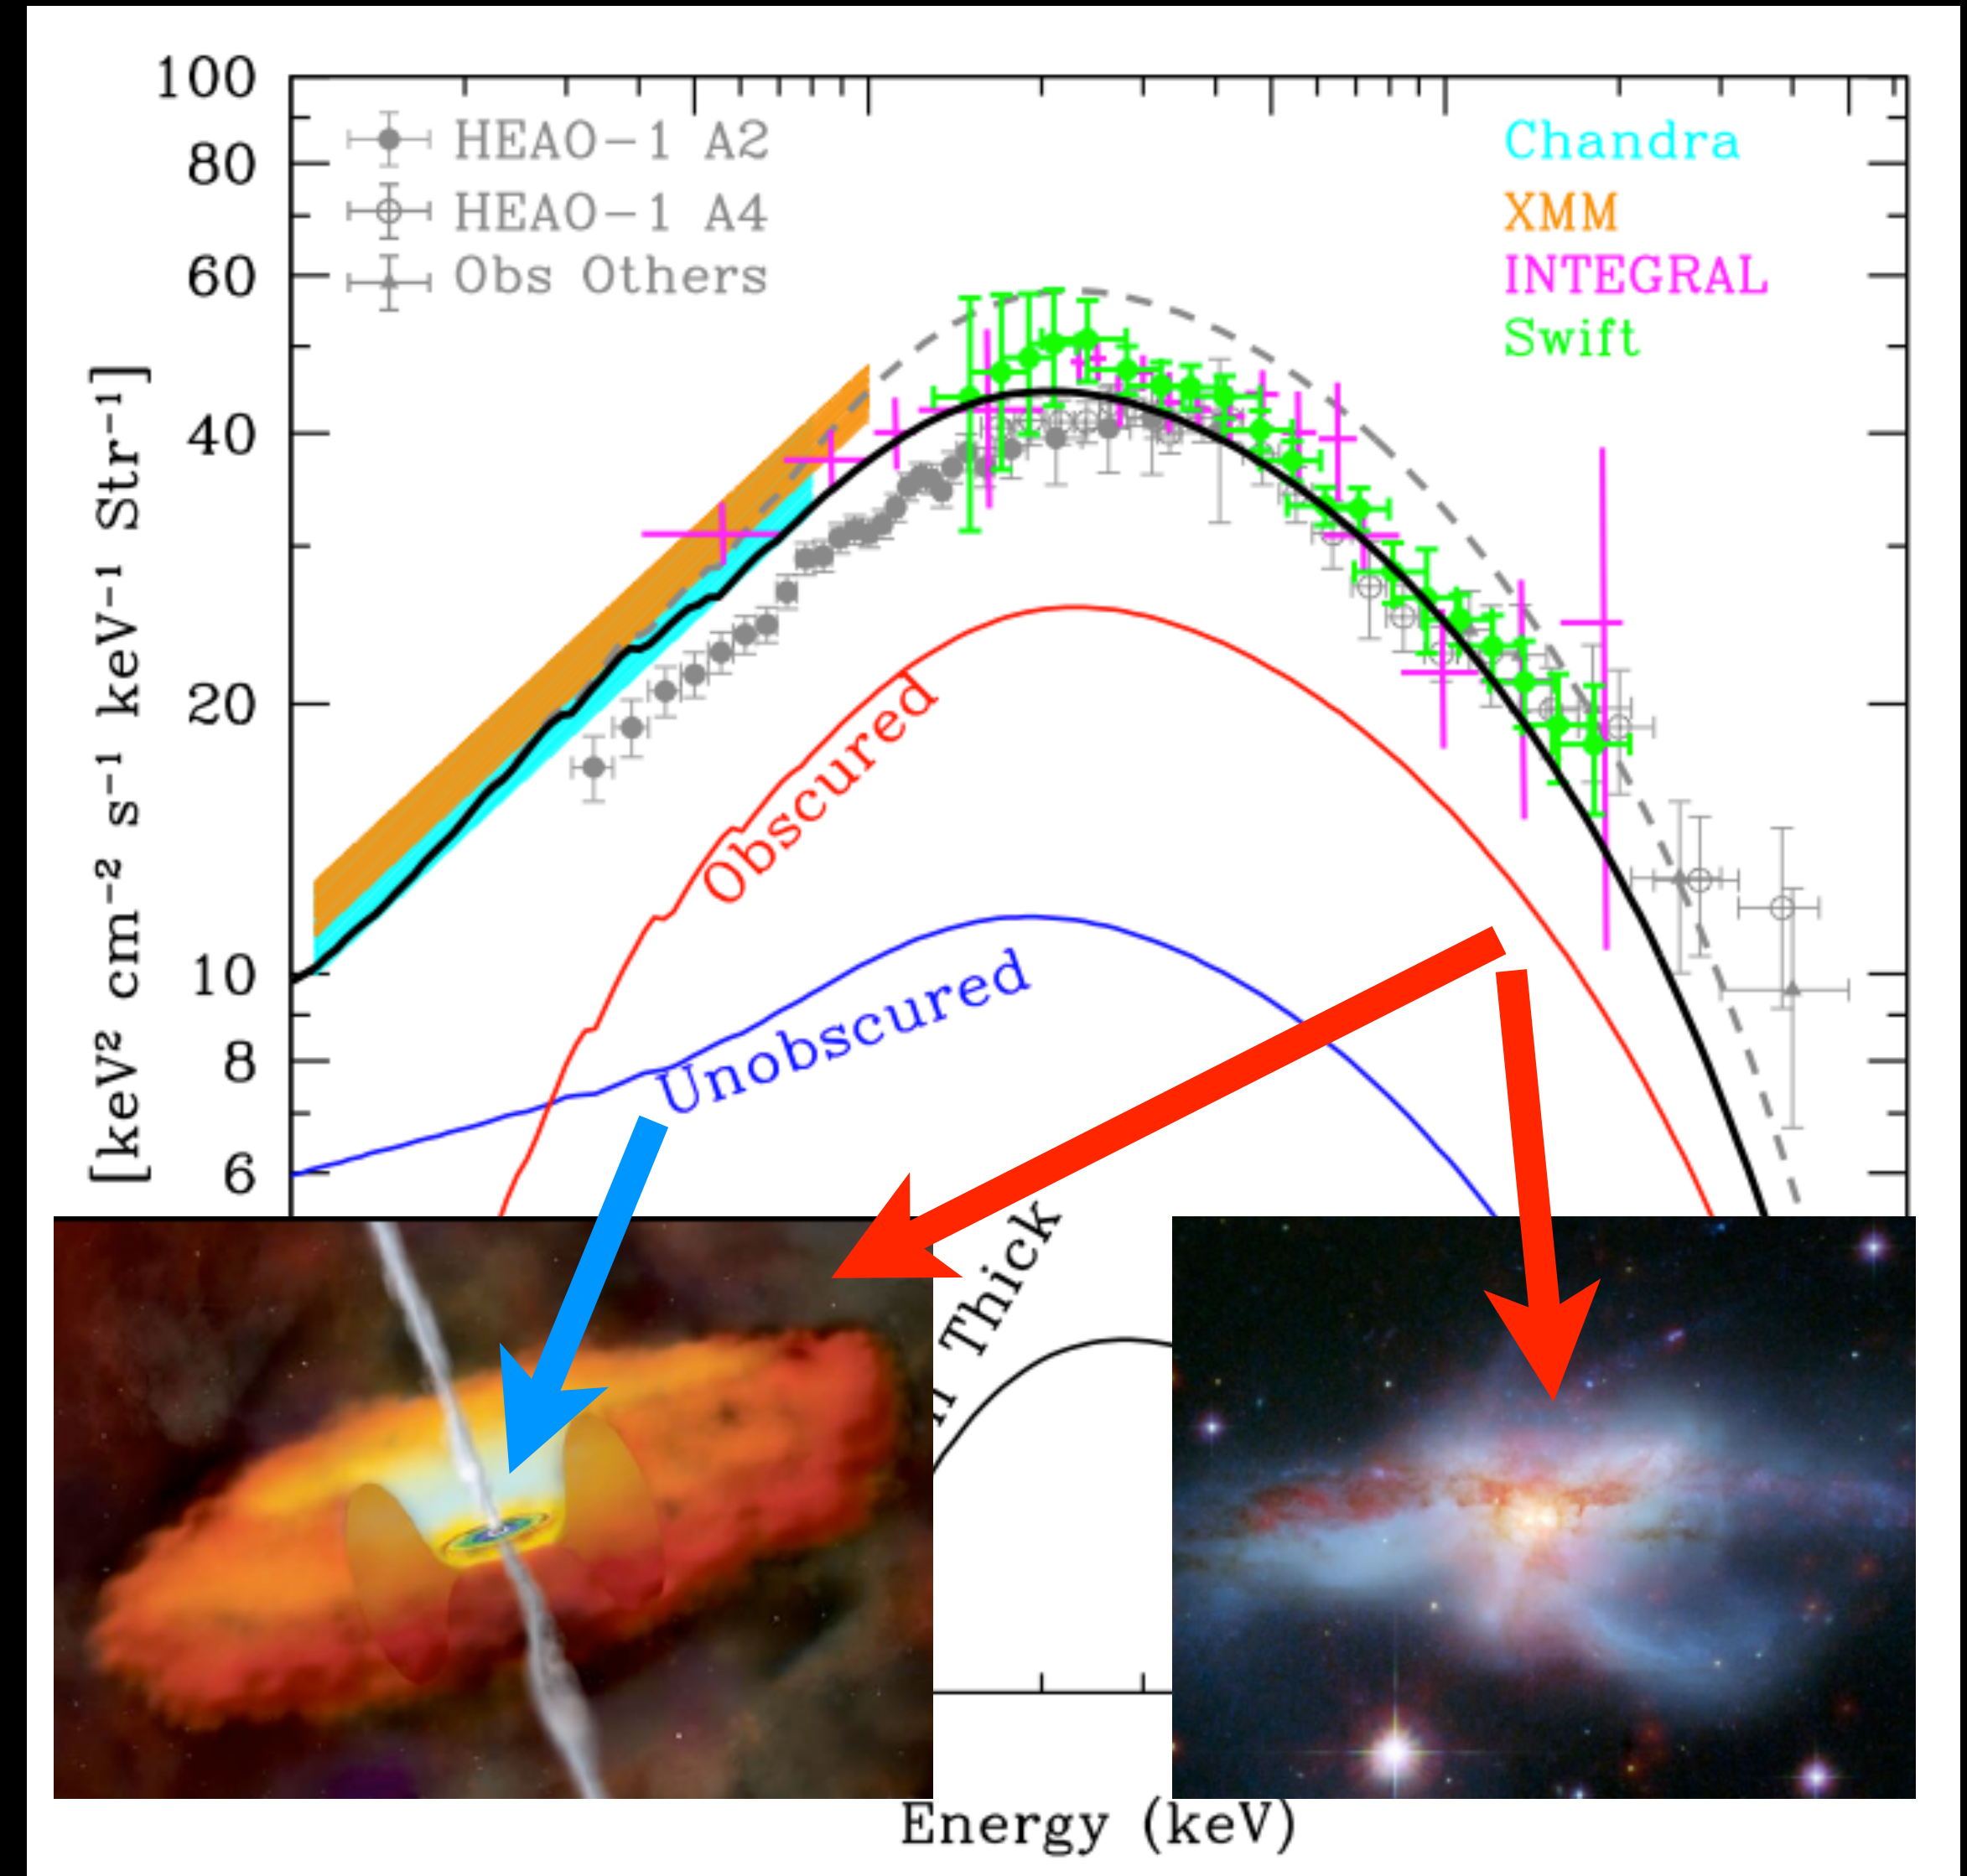 100
80
60
40
20
10
8
6
[keV² cm⁻² s⁻¹ keV⁻¹ Str⁻¹]
HEAO-1 A2
HEAO-1 A4
Obs Others
Chandra
XMM
INTEGRAL
Swift
Obscured
Unobscured
Thick
Energy (keV)